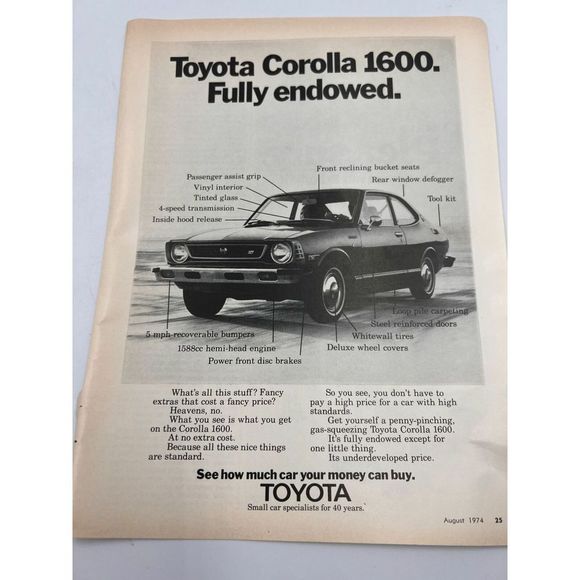 Toyota Corolla 1600.
Fully endowed.
Passenger assist grip
Vinyl interior
Tinted glass
4-speed transmission
Inside hood release
Front reclining bucket seats
Rear window defogger
Tool kit
5 mph recoverable bumpers
1588cc hemi-head engine
Power front disc brakes
Loop pile carpeting
Steel reinforced doors
Whitewall tires
Deluxe wheel covers
What's all this stuff? Fancy
extras that cost a fancy price?
Heavens, no.
What you see is what you get
on the Corolla 1600.
At no extra cost.
Because all these nice things
are standard.
So you see, you don't have to
pay a high price for a car with high
standards.
Get yourself a penny-pinching,
gas-squeezing Toyota Corolla 1600.
It's fully endowed except for
one little thing.
Its underdeveloped price.
See how much car your money can buy.
TOYOTA
Small car specialists for 40 years.
August 1974 25